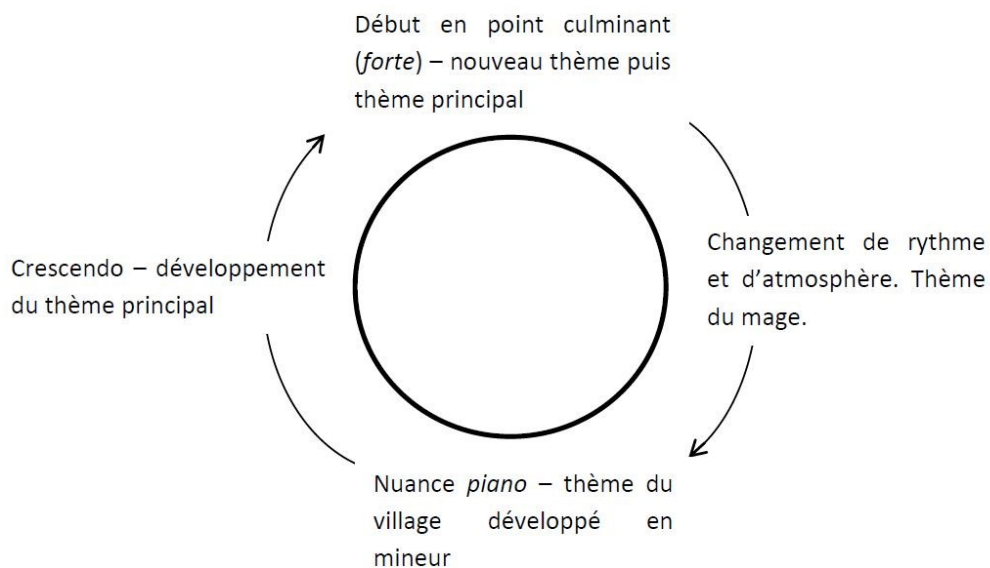 Début en point culminant
(forte) – nouveau thème puis
thème principal
Changement de rythme
et d’atmosphère. Thème
du mage.
Crescendo – développement
du thème principal
Nuance piano – thème du
village développé en
mineur